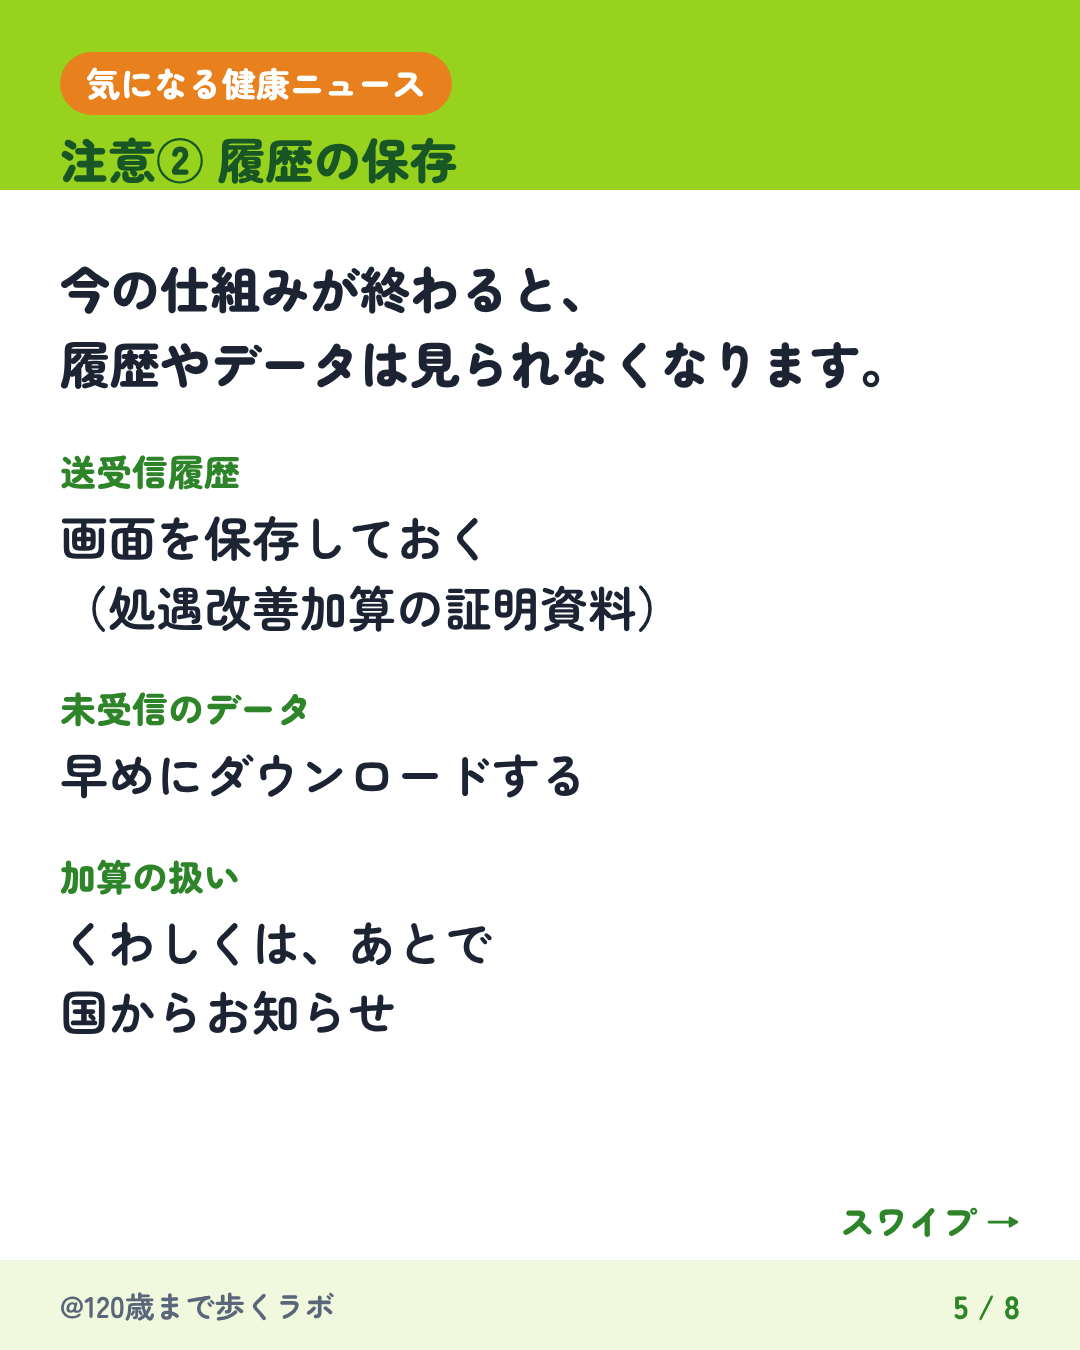 気になる健康ニュース
注意② 履歴の保存
今の仕組みが終わると、
履歴やデータは見られなくなります。
送受信履歴
画面を保存しておく
（処遇改善加算の証明資料）
未受信のデータ
早めにダウンロードする
加算の扱い
くわしくは、あとで
国からお知らせ
スワイプ →
@120歳まで歩くラボ
5 / 8